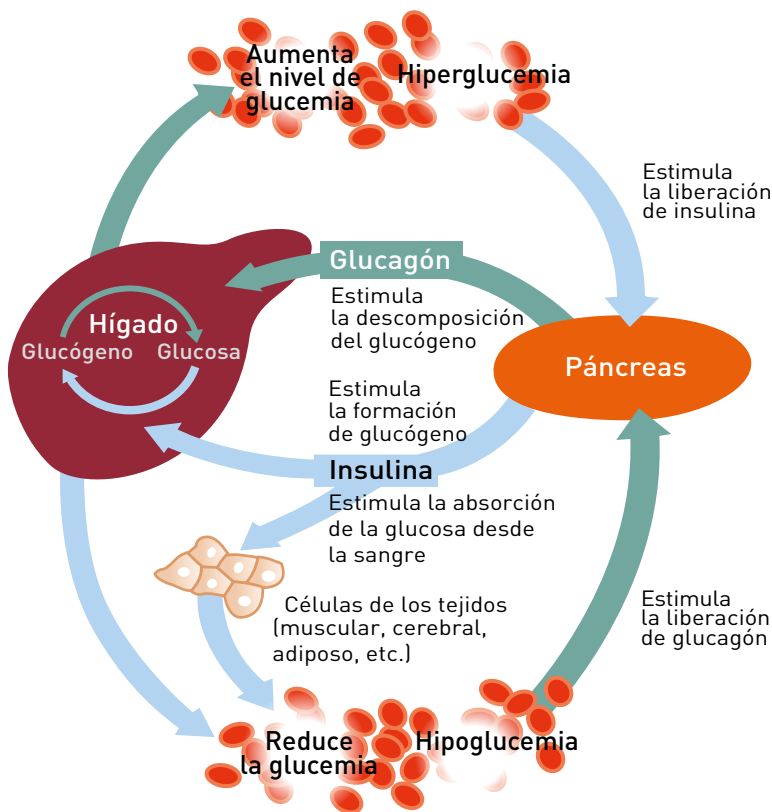 Aumenta
el nivel de
glucemia
Hiperglucemia
Estimula
la liberación
de insulina
Glucagón
Estimula
la descomposición
del glucógeno
Hígado
Glucógeno
Glucosa
Páncreas
Estimula
la formación
de glucógeno
Insulina
Estimula la absorción
de la glucosa desde
la sangre
Células de los tejidos
(muscular, cerebral,
adiposo, etc.)
Estimula
la liberación
de glucagón
Reduce
la glucemia
Hipoglucemia